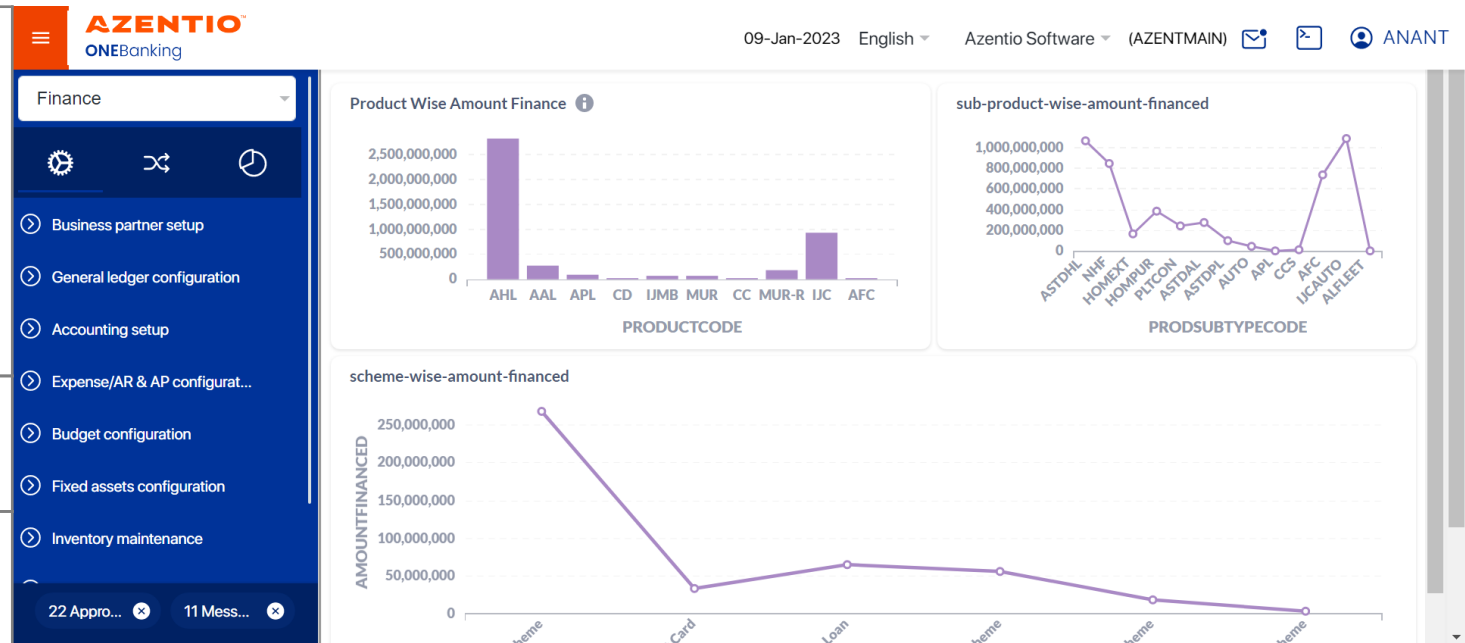 AZENTIO
ONEBanking
09-Jan-2023 English Azentio Software (AZENTMAIN) ANANT
Finance
Business partner setup
General ledger configuration
Accounting setup
Expense/AR & AP configurat...
Budget configuration
Fixed assets configuration
Inventory maintenance
22 Appro... 11 Mess...
Product Wise Amount Finance
2,500,000,000
2,000,000,000
1,500,000,000
1,000,000,000
500,000,000
0
AHL AAL APL CD IJMB MUR CC MUR-R IJC AFC
PRODUCTCODE
sub-product-wise-amount-financed
1,000,000,000
800,000,000
600,000,000
400,000,000
200,000,000
0
ASTDHL NHF HOMEXT HOMPUR PLTCON ASTDAL ASTDPL AUTO APL CCS AFC IJCAUTO ALFLEET
PRODSUBTYPECODE
scheme-wise-amount-financed
AMOUNTFINANCED
250,000,000
200,000,000
150,000,000
100,000,000
50,000,000
0
heme Card Loan heme heme heme